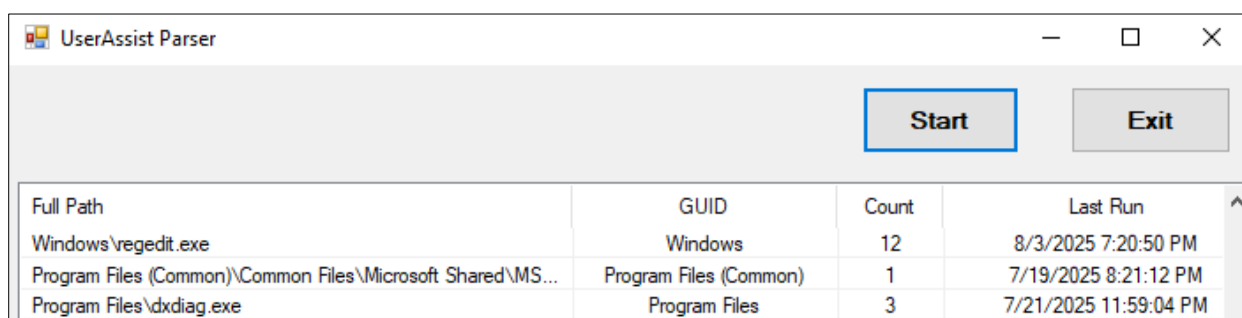 UserAssist Parser
Start Exit
Full Path GUID Count Last Run
Windows\regedit.exe Windows 12 8/3/2025 7:20:50 PM
Program Files (Common)\Common Files\Microsoft Shared\MS... Program Files (Common) 1 7/19/2025 8:21:12 PM
Program Files\dxdiag.exe Program Files 3 7/21/2025 11:59:04 PM